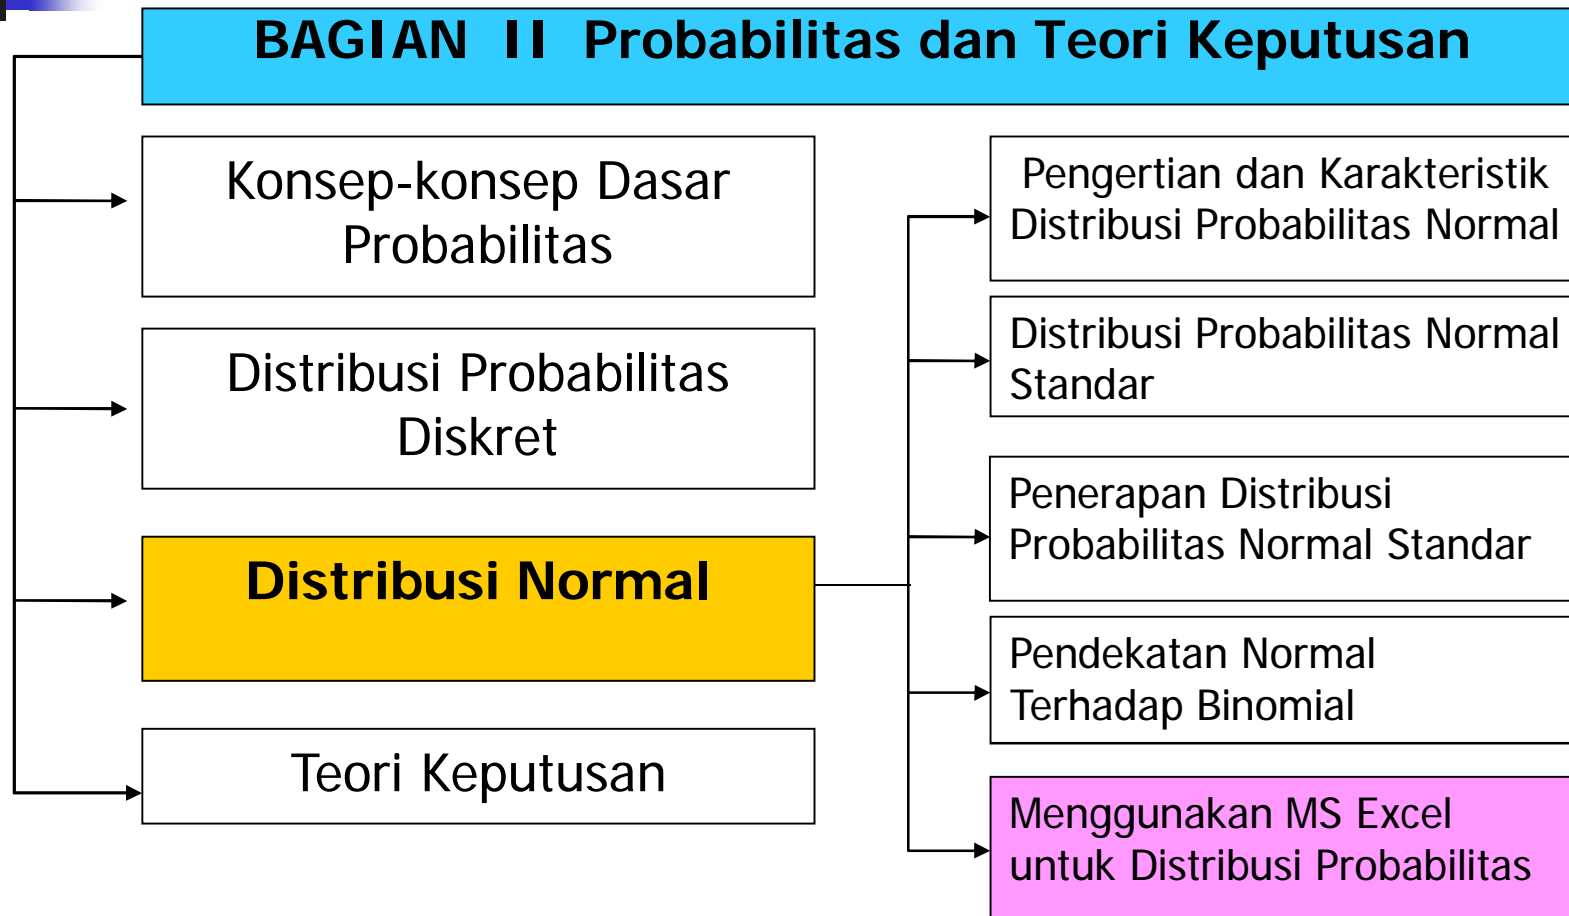 BAGIAN II Probabilitas dan Teori Keputusan
Konsep-konsep Dasar
Probabilitas
Distribusi Probabilitas
Diskret
Distribusi Normal
Teori Keputusan
Pengertian dan Karakteristik
Distribusi Probabilitas Normal
Distribusi Probabilitas Normal
Standar
Penerapan Distribusi
Probabilitas Normal Standar
Pendekatan Normal
Terhadap Binomial
Menggunakan MS Excel
untuk Distribusi Probabilitas